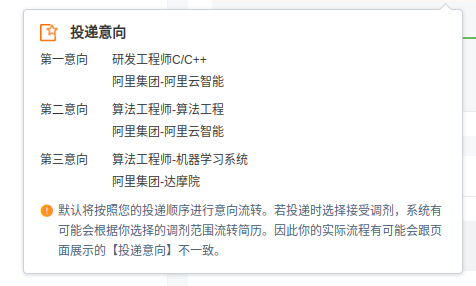 投递意向
第一意向 研发工程师C/C++
阿里集团-阿里云智能
第二意向 算法工程师-算法工程
阿里集团-阿里云智能
第三意向 算法工程师-机器学习系统
阿里集团-达摩院
默认将按照您的投递顺序进行意向流转。若投递时选择接受调剂，系统有
可能会根据你选择的调剂范围流转简历。因此你的实际流程有可能会跟页
面展示的【投递意向】不一致。